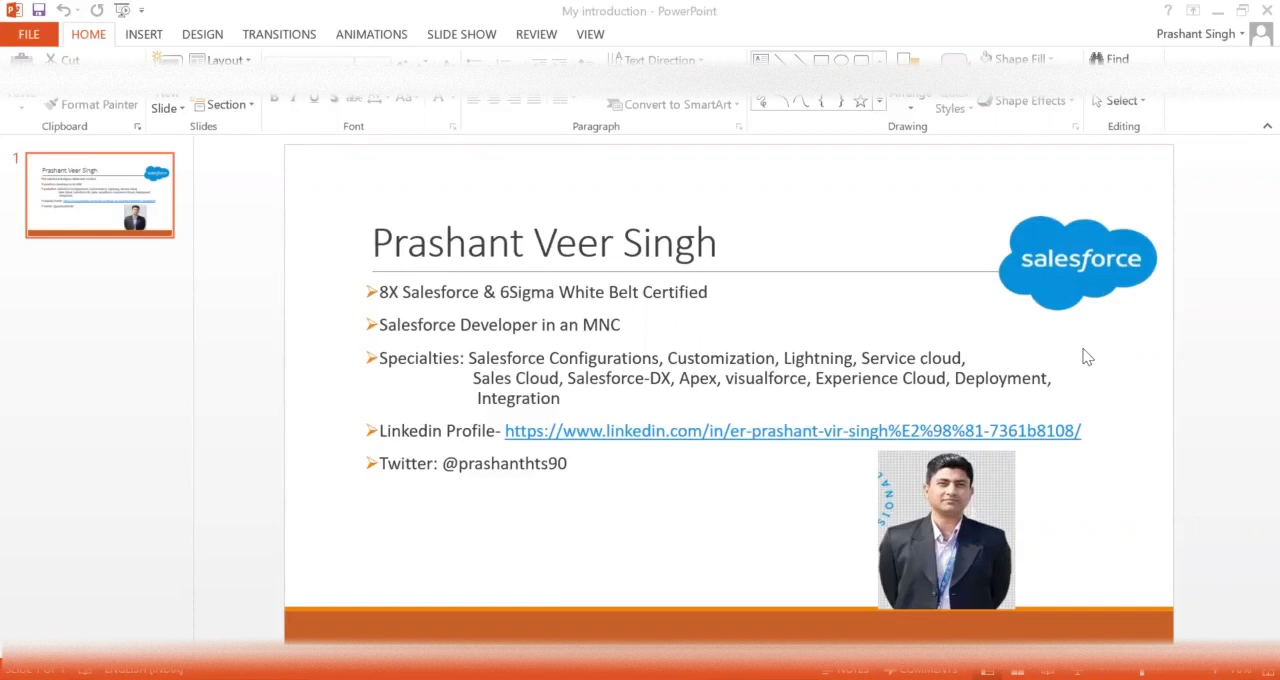 My introduction - PowerPoint
FILE HOME INSERT DESIGN TRANSITIONS ANIMATIONS SLIDE SHOW REVIEW VIEW Prashant Singh
Cut Layout Text Direction Shape Fill Find
Format Painter Slide Section Convert to SmartArt Styles Shape Effects Select
Clipboard Slides Font Paragraph Drawing Editing
1
Prashant Veer Singh
salesforce
8X Salesforce & 6Sigma White Belt Certified
Salesforce Developer in an MNC
Specialties: Salesforce Configurations, Customization, Lightning, Service cloud,
Sales Cloud, Salesforce-DX, Apex, visualforce, Experience Cloud, Deployment,
Integration
Linkedin Profile- https://www.linkedin.com/in/er-prashant-vir-singh%E2%98%81-7361b8108/
Twitter: @prashanthts90